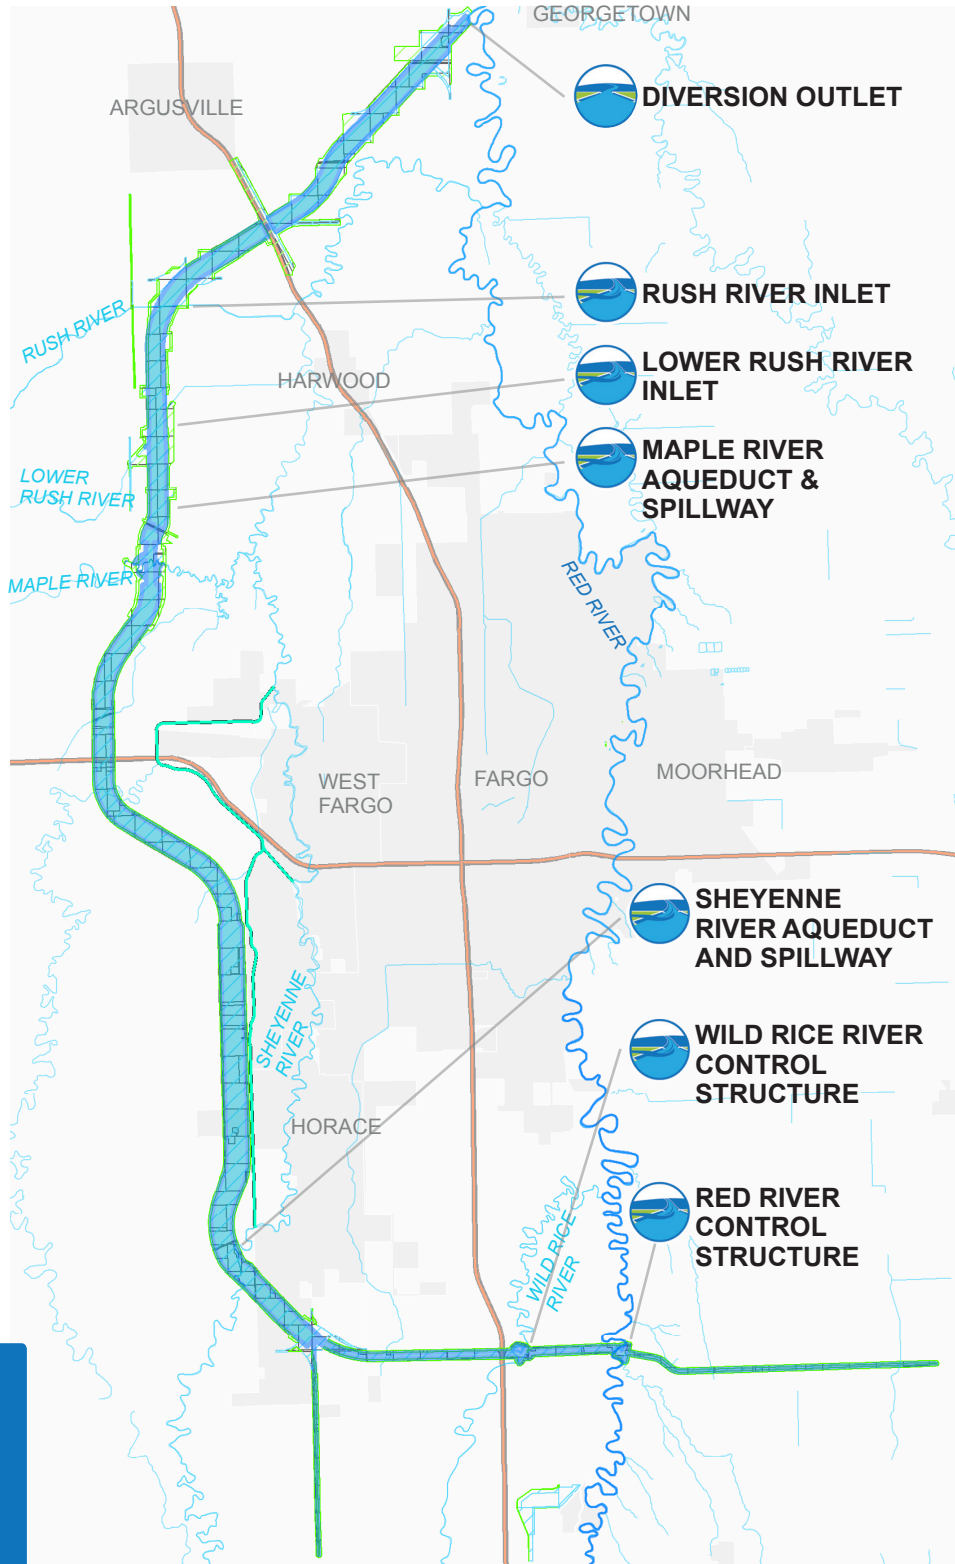 GEORGETOWN
DIVERSION OUTLET
ARGUSVILLE
RUSH RIVER INLET
RUSH RIVER
LOWER RUSH RIVER
INLET
HARWOOD
MAPLE RIVER
AQUEDUCT &
SPILLWAY
LOWER
RUSH RIVER
MAPLE RIVER
RED RIVER
WEST
FARGO
FARGO
MOORHEAD
SHEYENNE
RIVER AQUEDUCT
AND SPILLWAY
SHEYENNE
RIVER
WILD RICE RIVER
CONTROL
STRUCTURE
HORACE
RED RIVER
CONTROL
STRUCTURE
WILD RICE
RIVER